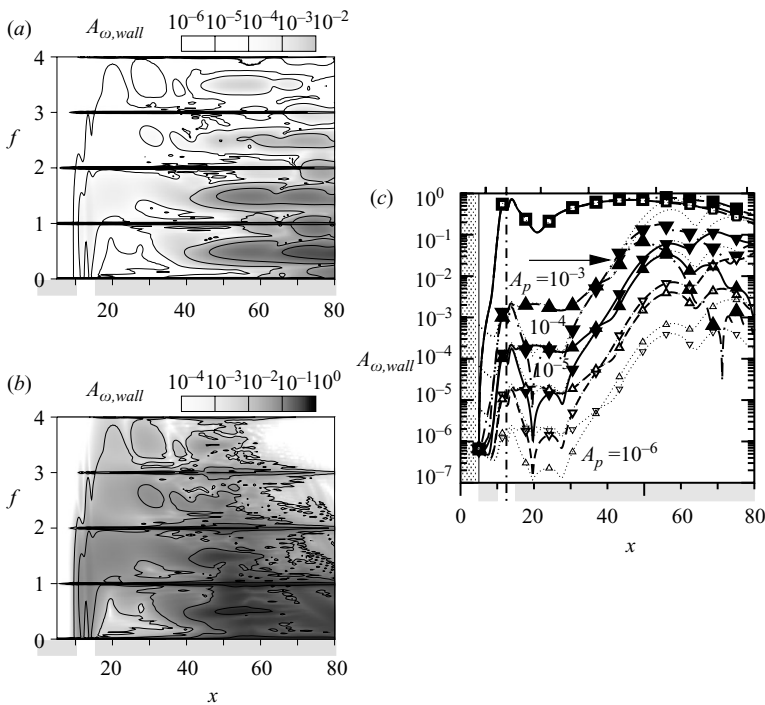 (a) A_{ω,wall} 10^{−6} 10^{−5} 10^{−4} 10^{−3} 10^{−2}
4
3
f
2
1
0
20 40 60 80
(b) A_{ω,wall} 10^{−4} 10^{−3} 10^{−2} 10^{−1} 10^{0}
4
3
f
2
1
0
20 40 60 80
x
(c)
10^{0}
10^{−1}
10^{−2}
10^{−3}
10^{−4}
10^{−5}
10^{−6}
10^{−7}
A_{ω,wall}
A_p = 10^{−3}
10^{−4}
10^{−5}
A_p = 10^{−6}
0 20 40 60 80
x